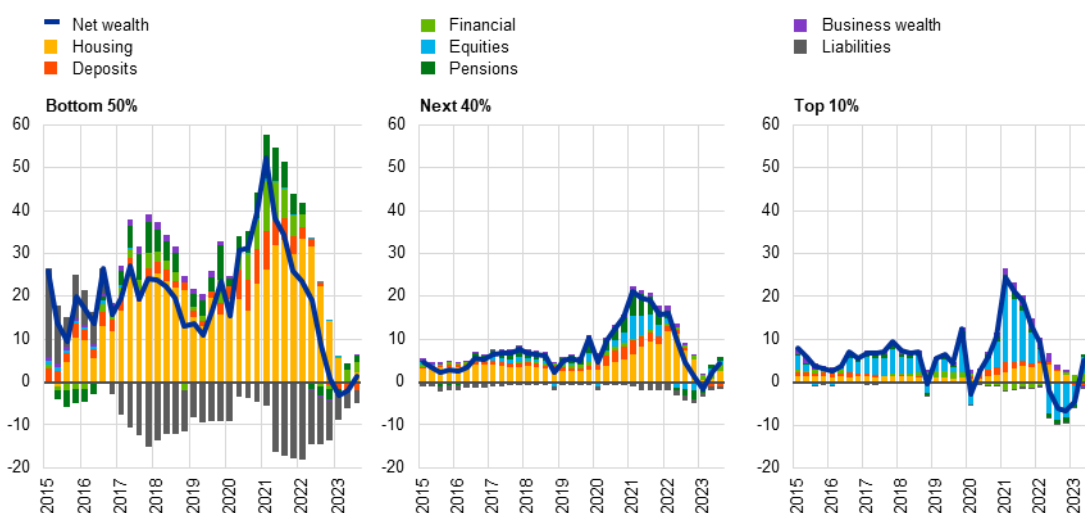 Net wealth Financial Business wealth
Housing Equities Liabilities
Deposits Pensions
Bottom 50% Next 40% Top 10%
60 60 60
50 50 50
40 40 40
30 30 30
20 20 20
10 10 10
0 0 0
-10 -10 -10
-20 -20 -20
2015 2016 2017 2018 2019 2020 2021 2022 2023 2015 2016 2017 2018 2019 2020 2021 2022 2023 2015 2016 2017 2018 2019 2020 2021 2022 2023